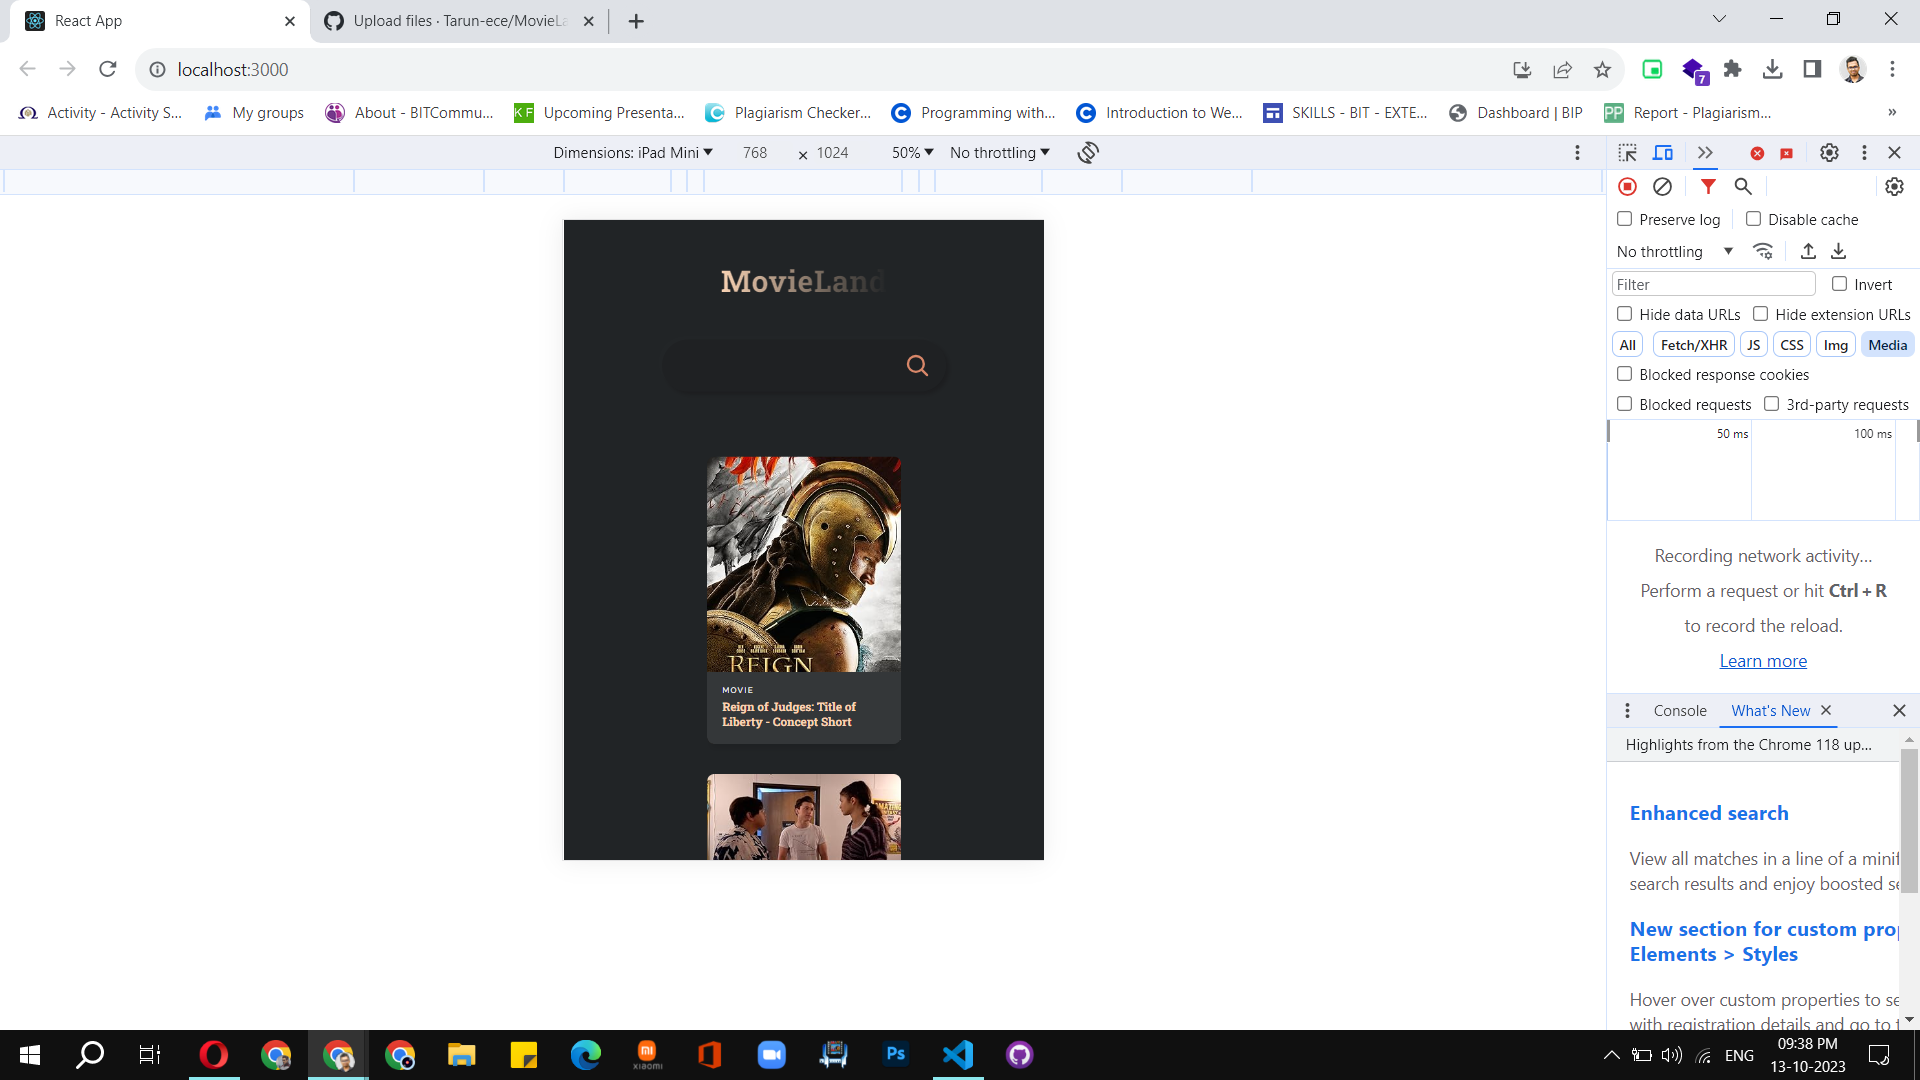 React App
Upload files · Tarun-ece/MovieLa
localhost:3000
7
Activity - Activity S...
My groups
About - BITCommu...
KF
Upcoming Presenta...
Plagiarism Checker...
Programming with...
Introduction to We...
SKILLS - BIT - EXTE...
Dashboard | BIP
PP
Report - Plagiarism...
»
Dimensions: iPad Mini
768
×
1024
50%
No throttling
Preserve log
Disable cache
No throttling
Filter
Invert
Hide data URLs
Hide extension URLs
All
Fetch/XHR
JS
CSS
Img
Media
Blocked response cookies
Blocked requests
3rd-party requests
50 ms
100 ms
Recording network activity...
Perform a request or hit Ctrl + R
to record the reload.
Learn more
Console
What's New
Highlights from the Chrome 118 up...
Enhanced search
View all matches in a line of a minif
search results and enjoy boosted se
New section for custom prop
Elements > Styles
Hover over custom properties to se
with registration details and go to t
MovieLand
REIGN
MOVIE
Reign of Judges: Title of
Liberty - Concept Short
xiaomi
Ps
ENG
09:38 PM
13-10-2023